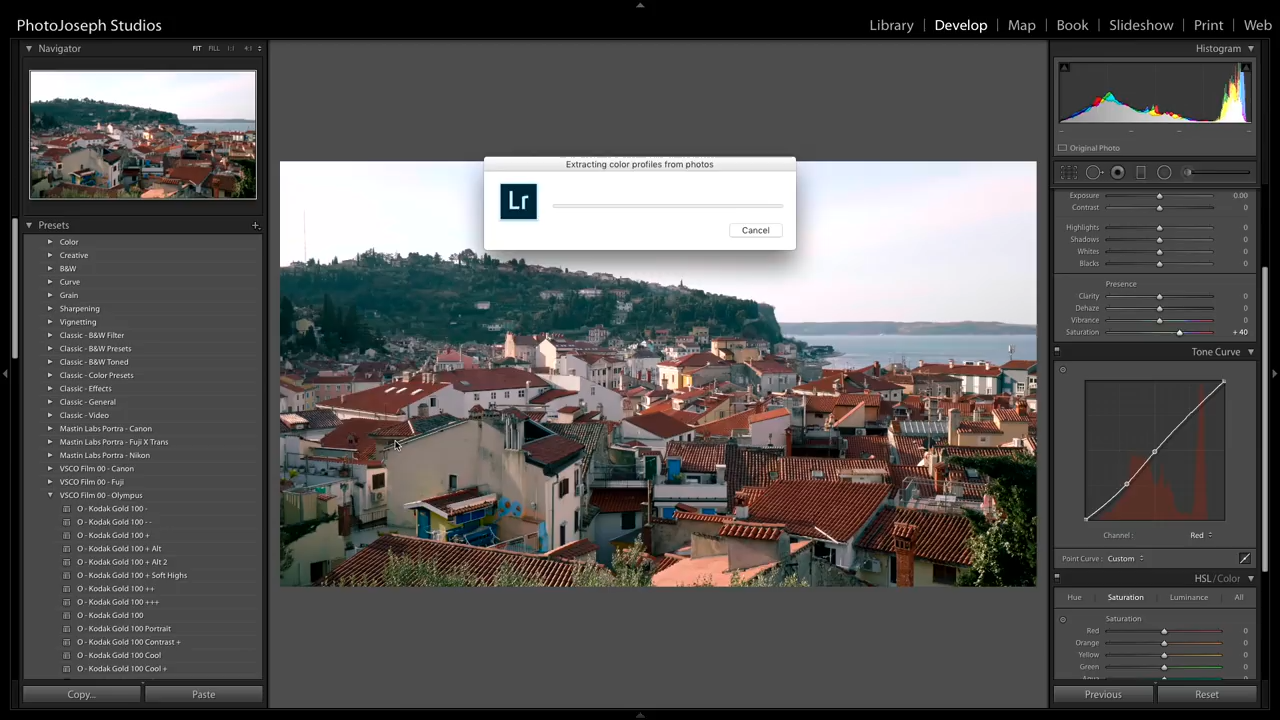 PhotoJoseph Studios
Library | Develop | Map | Book | Slideshow | Print | Web
Navigator
FIT
FILL
Presets
Color
Creative
B&W
Curve
Grain
Sharpening
Vignetting
Classic - B&W Filter
Classic - B&W Presets
Classic - B&W Toned
Classic - Color Presets
Classic - Effects
Classic - General
Classic - Video
Mastin Labs Portra - Canon
Mastin Labs Portra - Fuji X Trans
Mastin Labs Portra - Nikon
VSCO Film 00 - Canon
VSCO Film 00 - Fuji
VSCO Film 00 - Olympus
O - Kodak Gold 100 -
O - Kodak Gold 100 - -
O - Kodak Gold 100 +
O - Kodak Gold 100 + Alt
O - Kodak Gold 100 + Alt 2
O - Kodak Gold 100 + Soft Highs
O - Kodak Gold 100 ++
O - Kodak Gold 100 +++
O - Kodak Gold 100
O - Kodak Gold 100 Portrait
O - Kodak Gold 100 Contrast +
O - Kodak Gold 100 Cool
O - Kodak Gold 100 Cool +
Copy...
Paste
Extracting color profiles from photos
Lr
Cancel
Histogram
Original Photo
Exposure 0.00
Contrast 0
Highlights 0
Shadows 0
Whites 0
Blacks 0
Presence
Clarity 0
Dehaze 0
Vibrance 0
Saturation + 40
Tone Curve
Channel: Red
Point Curve: Custom
HSL / Color
Hue Saturation Luminance All
Saturation
Red 0
Orange 0
Yellow 0
Green 0
Previous
Reset